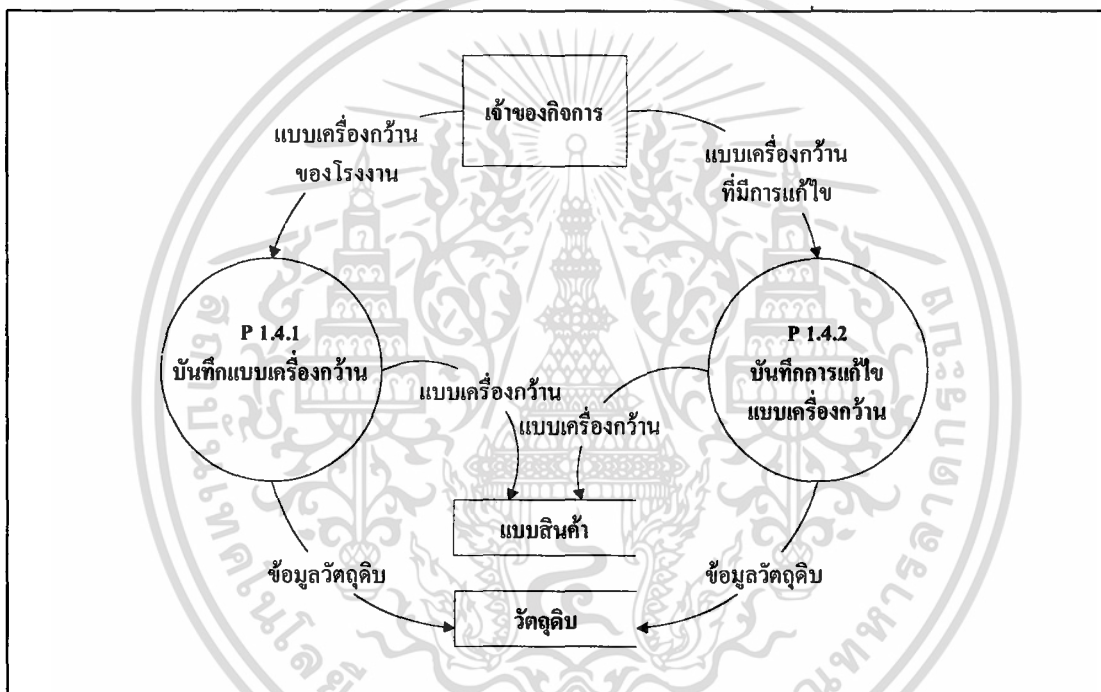 เจ้าของกิจการ
แบบเครื่องกว้าน
ของโรงงาน
แบบเครื่องกว้าน
ที่มีการแก้ไข
P 1.4.1
บันทึกแบบเครื่องกว้าน
P 1.4.2
บันทึกการแก้ไข
แบบเครื่องกว้าน
แบบเครื่องกว้าน
แบบเครื่องกว้าน
แบบสินค้า
ข้อมูลวัตถุดิบ
ข้อมูลวัตถุดิบ
วัตถุดิบ